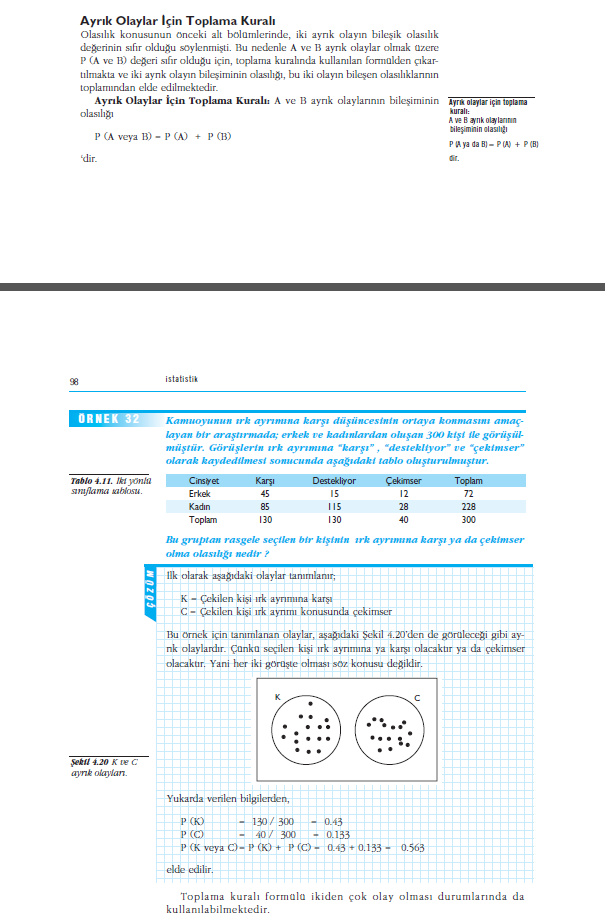 Ayrık Olaylar İçin Toplama Kuralı
Olasılık konusunun önceki alt bölümlerinde, iki ayrık olayın bileşik olasılık
değerinin sıfır olduğu söylenmişti. Bu nedenle A ve B ayrık olaylar olmak üzere
P (A ve B) değeri sıfır olduğu için, toplama kuralında kullanılan formülden çıkar-
tılmakta ve iki ayrık olayın bileşiminin olasılığı, bu iki olayın bileşen olasılıklarının
toplamından elde edilmektedir.
Ayrık Olaylar İçin Toplama Kuralı: A ve B ayrık olaylarının bileşiminin
olasılığı
P (A veya B) = P (A) + P (B)
'dir.
Ayrık olaylar için toplama
kuralı:
A ve B ayrık olaylarının
bileşiminin olasılığı
P (A ya da B) = P (A) + P (B)
dir.
98
istatistik
ÖRNEK 32
Kamuoyunun ırk ayrımına karşı düşüncesinin ortaya konmasını amaç-
layan bir araştırmada; erkek ve kadınlardan oluşan 300 kişi ile görüşül-
müştür. Görüşlerin ırk ayrımına "karşı" , "destekliyor" ve "çekimser"
olarak kaydedilmesi sonucunda aşağıdaki tablo oluşturulmuştur.
Tablo 4.11. İki yönlü
sınıflama tablosu.
Cinsiyet Karşı Destekliyor Çekimser Toplam
Erkek 45 15 12 72
Kadın 85 115 28 228
Toplam 130 130 40 300
Bu gruptan rasgele seçilen bir kişinin ırk ayrımına karşı ya da çekimser
olma olasılığı nedir ?
ÇÖZÜM
İlk olarak aşağıdaki olaylar tanımlanır;
K = Çekilen kişi ırk ayrımına karşı
C = Çekilen kişi ırk ayrımı konusunda çekimser
Bu örnek için tanımlanan olaylar, aşağıdaki Şekil 4.20'den de görüleceği gibi ay-
rık olaylardır. Çünkü seçilen kişi ırk ayrımına ya karşı olacaktır ya da çekimser
olacaktır. Yani her iki görüşte olması söz konusu değildir.
K
C
Şekil 4.20 K ve C
ayrık olayları.
Yukarda verilen bilgilerden,
P (K) = 130 / 300 = 0.43
P (C) = 40 / 300 = 0.133
P (K veya C) = P (K) + P (C) = 0.43 + 0.133 = 0.563
elde edilir.
Toplama kuralı formülü ikiden çok olay olması durumlarında da
kullanılabilmektedir.